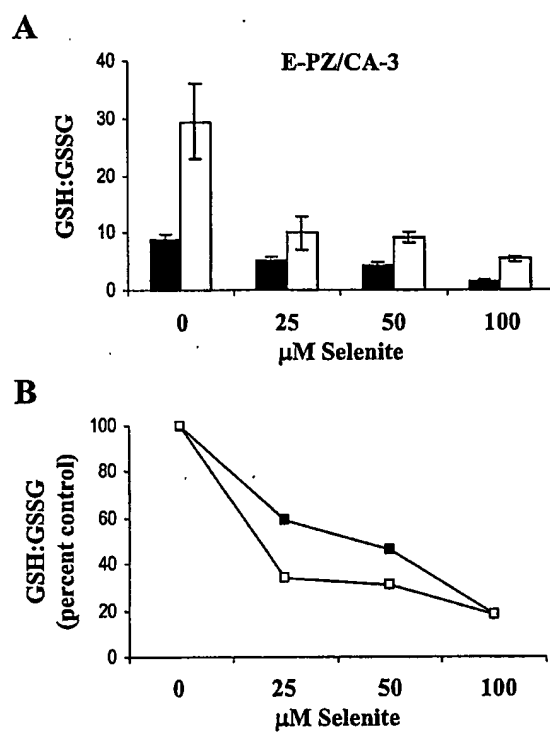 A
E-PZ/CA-3
GSH:GSSG
40
30
20
10
0
0 25 50 100
μM Selenite
B
GSH:GSSG
(percent control)
100
80
60
40
20
0
0 25 50 100
μM Selenite